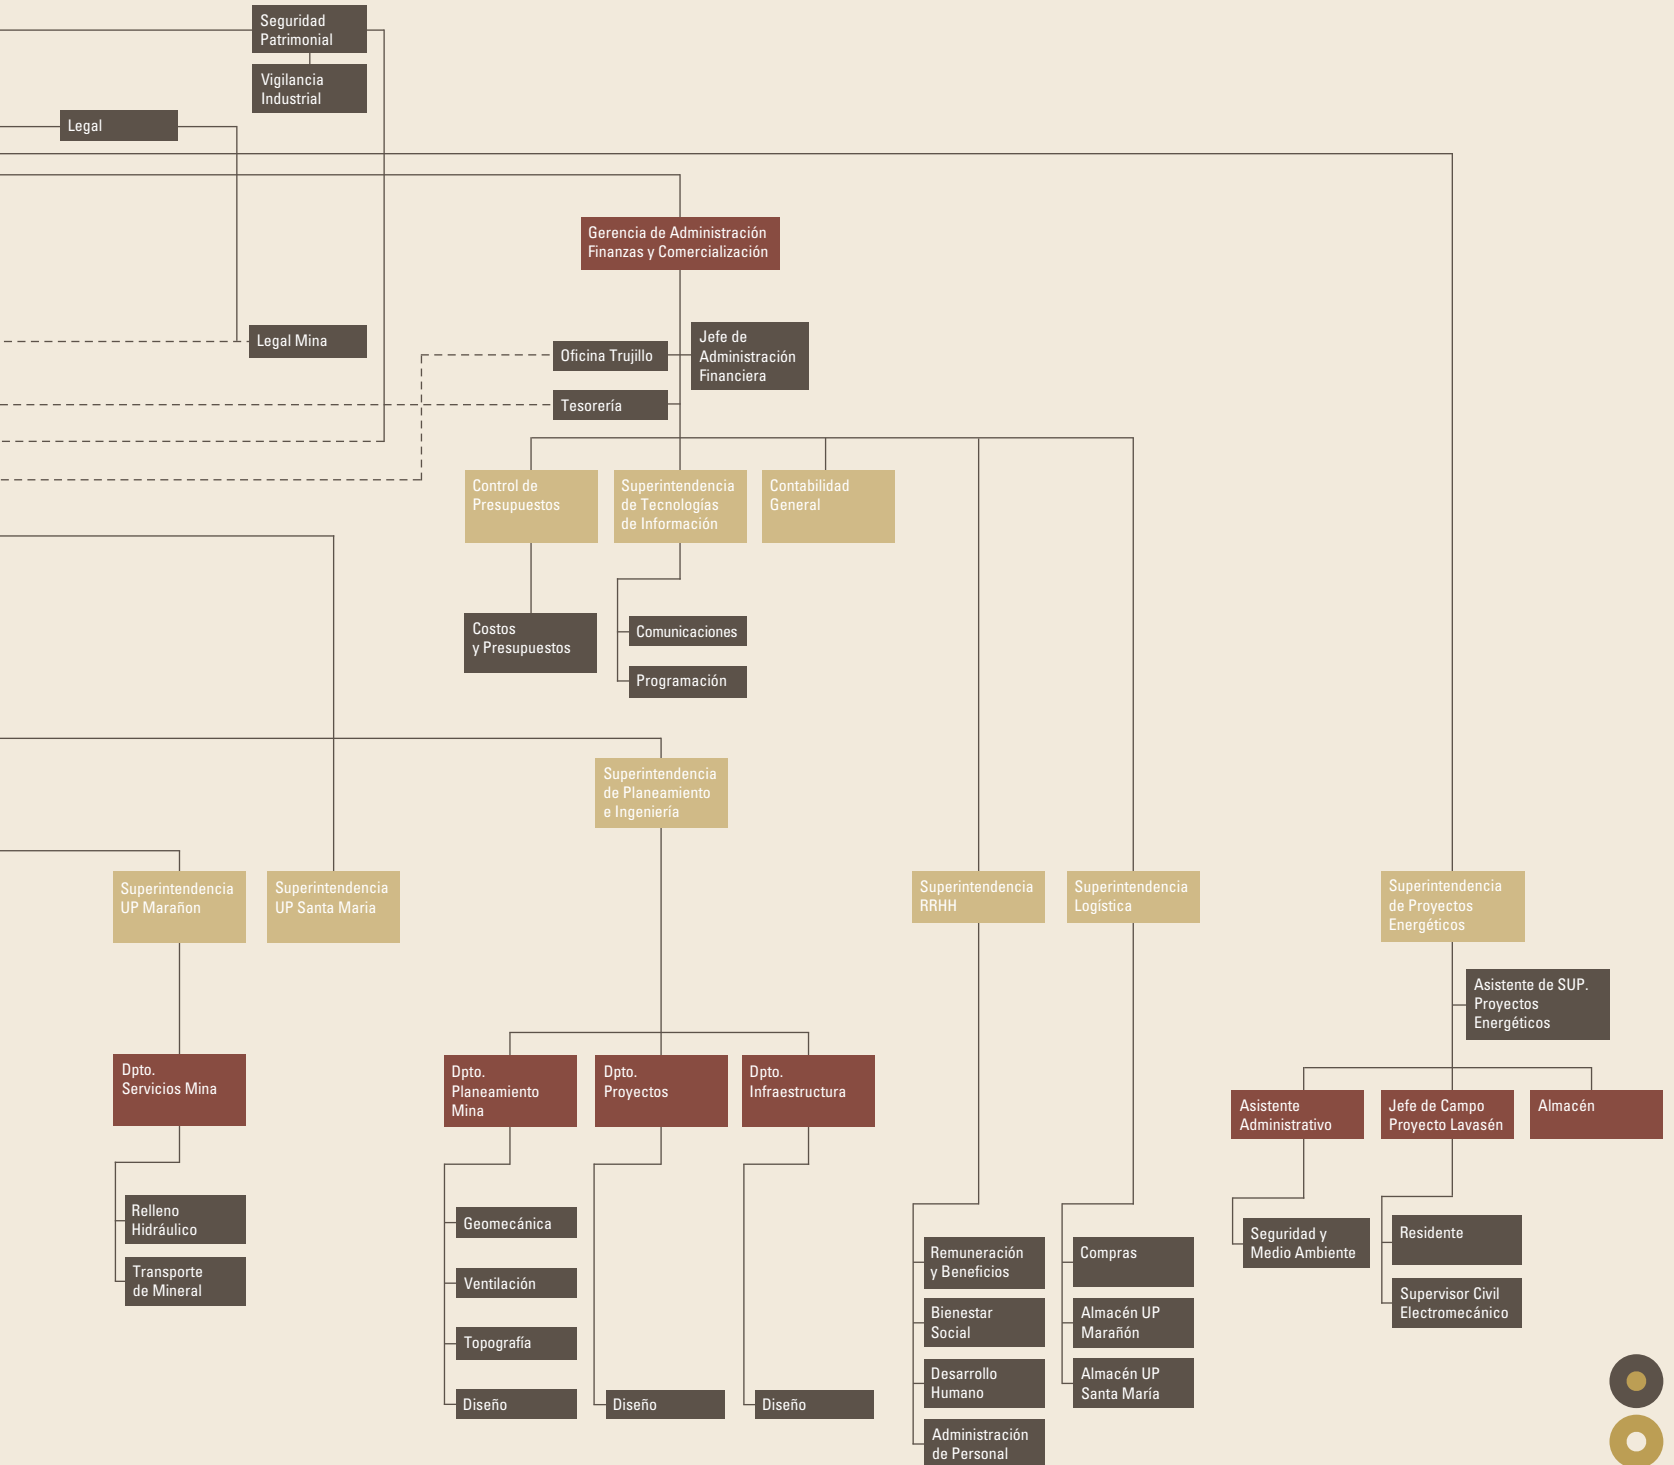 Seguridad
Patrimonial
Vigilancia
Industrial
Legal
Gerencia de Administración
Finanzas y Comercialización
Legal Mina
Oficina Trujillo
Jefe de
Administración
Financiera
Tesorería
Control de
Presupuestos
Superintendencia
de Tecnologías
de Información
Contabilidad
General
Costos
y Presupuestos
Comunicaciones
Programación
Superintendencia
de Planeamiento
e Ingeniería
Superintendencia
UP Marañon
Superintendencia
UP Santa Maria
Superintendencia
RRHH
Superintendencia
Logística
Superintendencia
de Proyectos
Energéticos
Asistente de SUP.
Proyectos
Energéticos
Dpto.
Servicios Mina
Dpto.
Planeamiento
Mina
Dpto.
Proyectos
Dpto.
Infraestructura
Asistente
Administrativo
Jefe de Campo
Proyecto Lavasén
Almacén
Relleno
Hidráulico
Transporte
de Mineral
Geomecánica
Ventilación
Topografía
Diseño
Diseño
Diseño
Remuneración
y Beneficios
Bienestar
Social
Desarrollo
Humano
Administración
de Personal
Compras
Almacén UP
Marañón
Almacén UP
Santa María
Seguridad y
Medio Ambiente
Residente
Supervisor Civil
Electromecánico